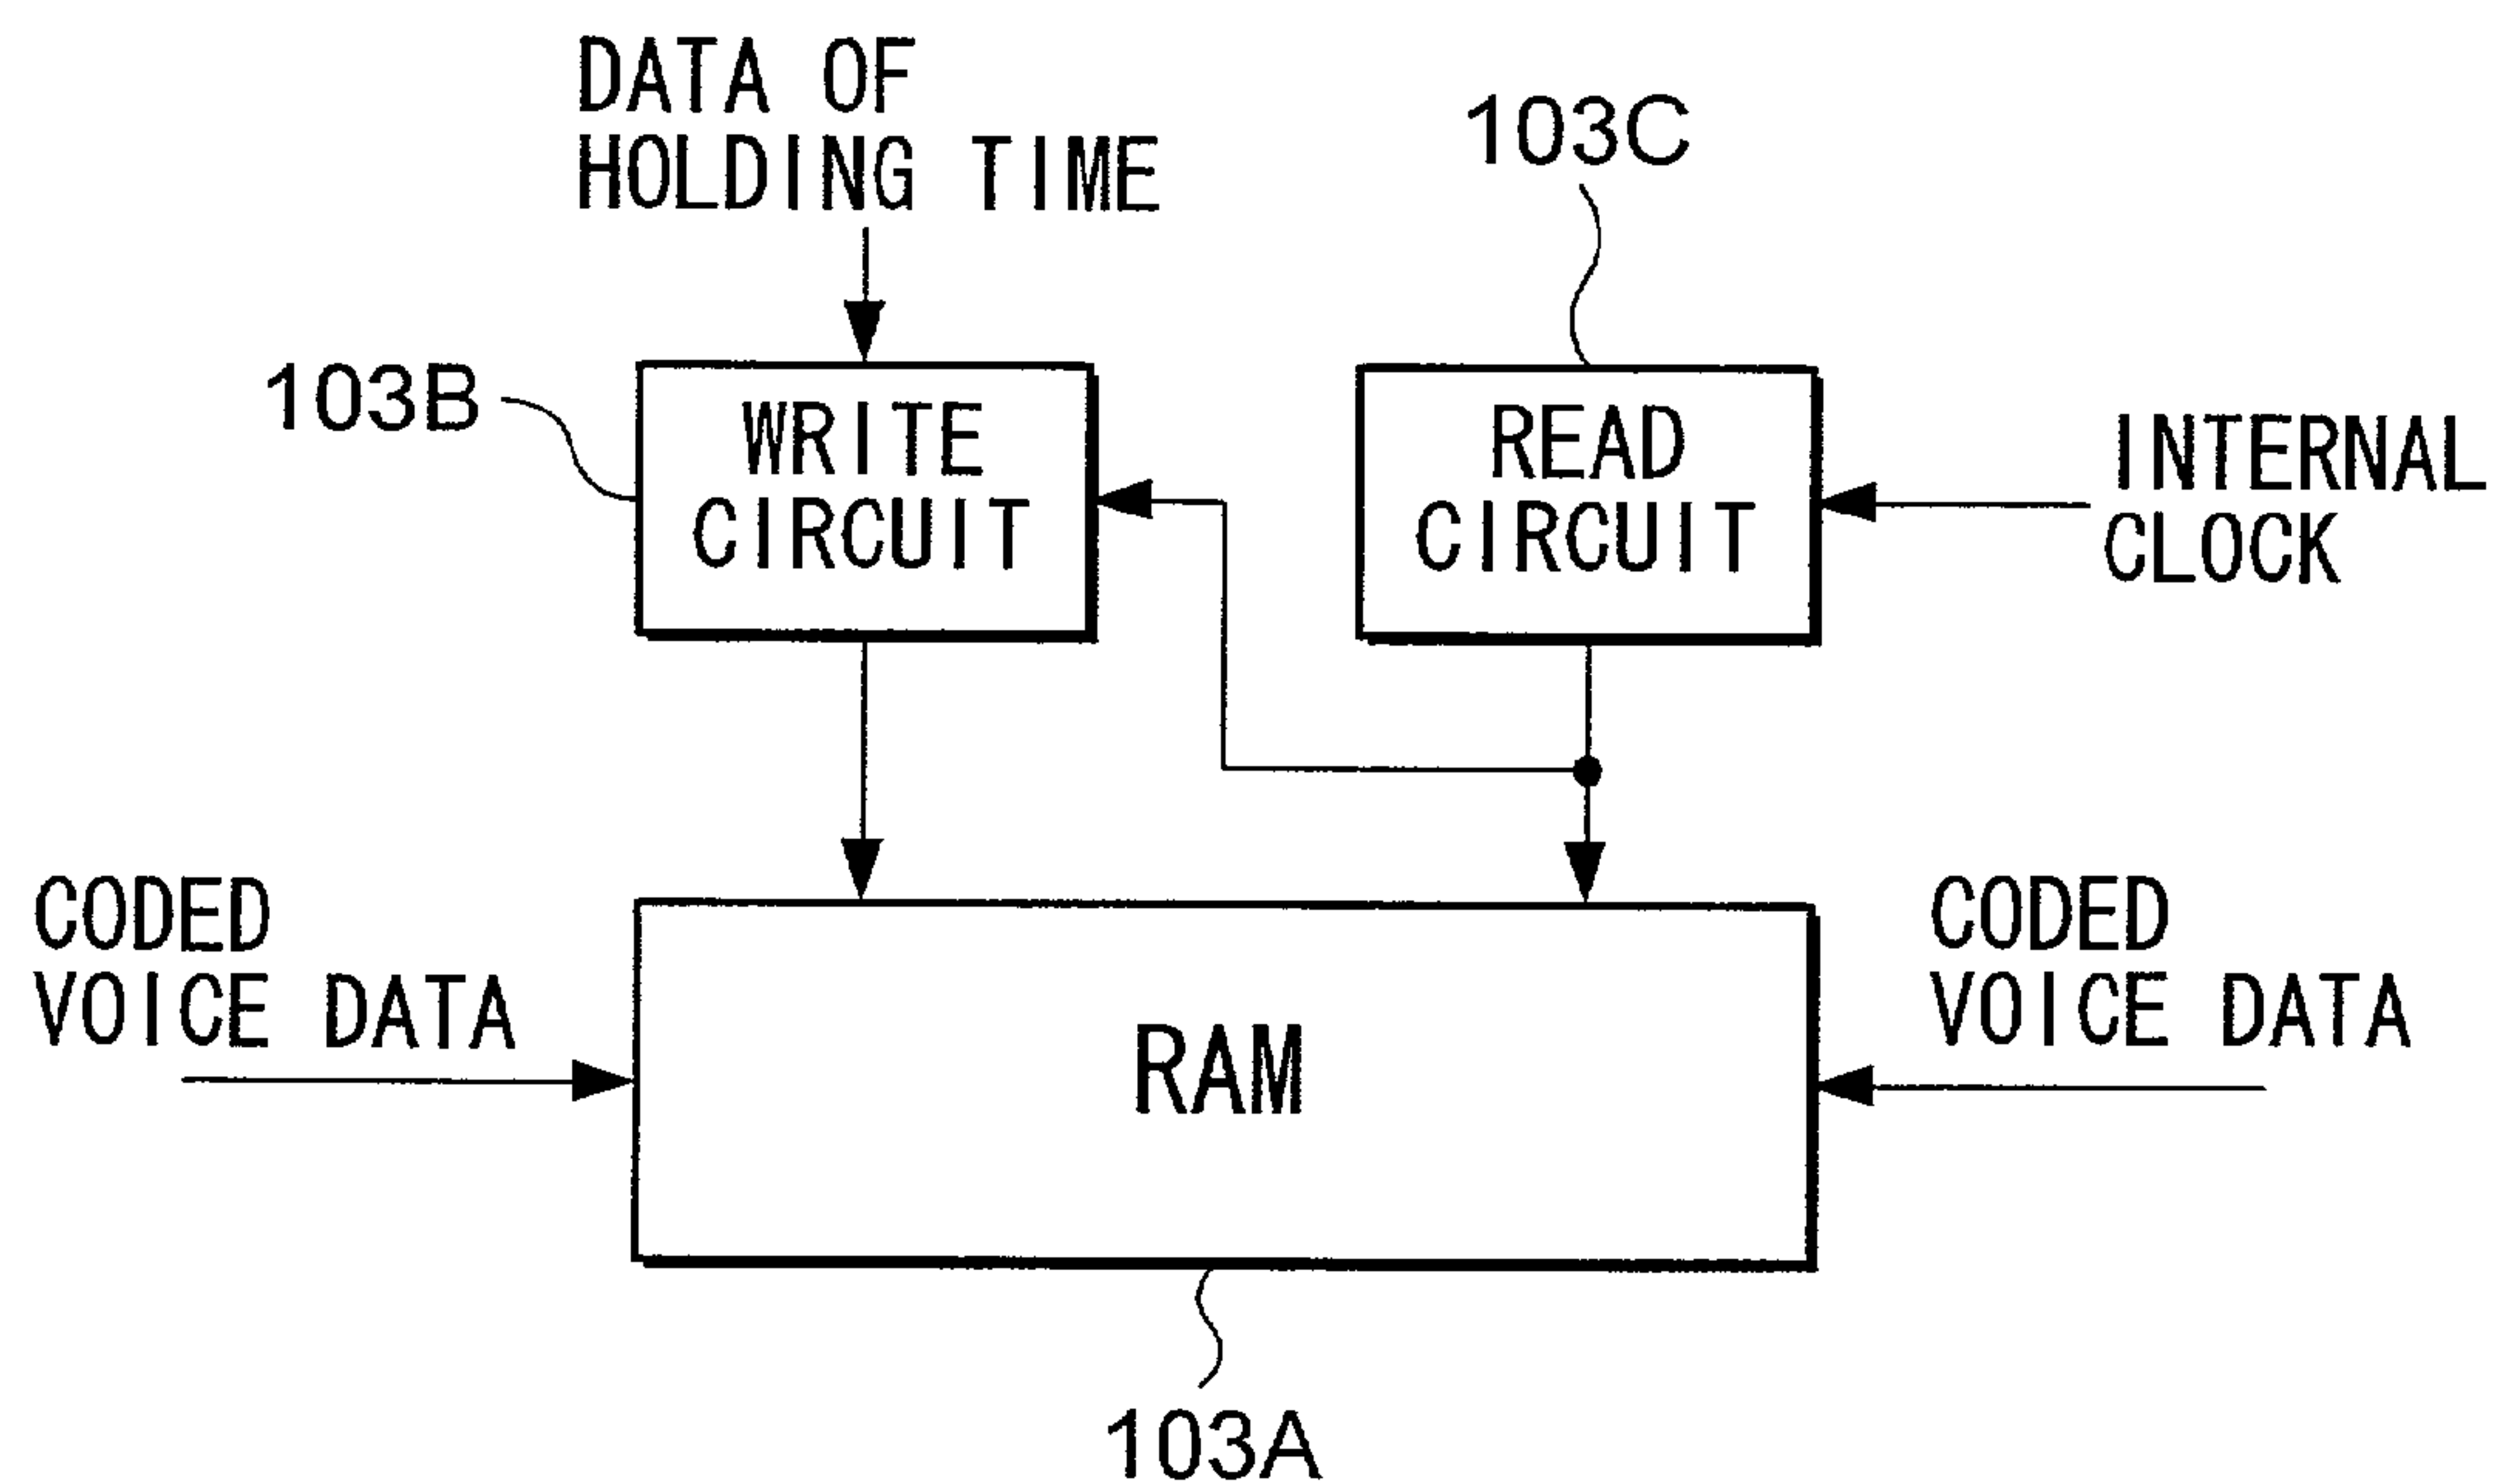 DATA OF
HOLDING TIME
103C
103B
WRITE
CIRCUIT
READ
CIRCUIT
INTERNAL
CLOCK
CODED
VOICE DATA
CODED
VOICE DATA
RAM
103A